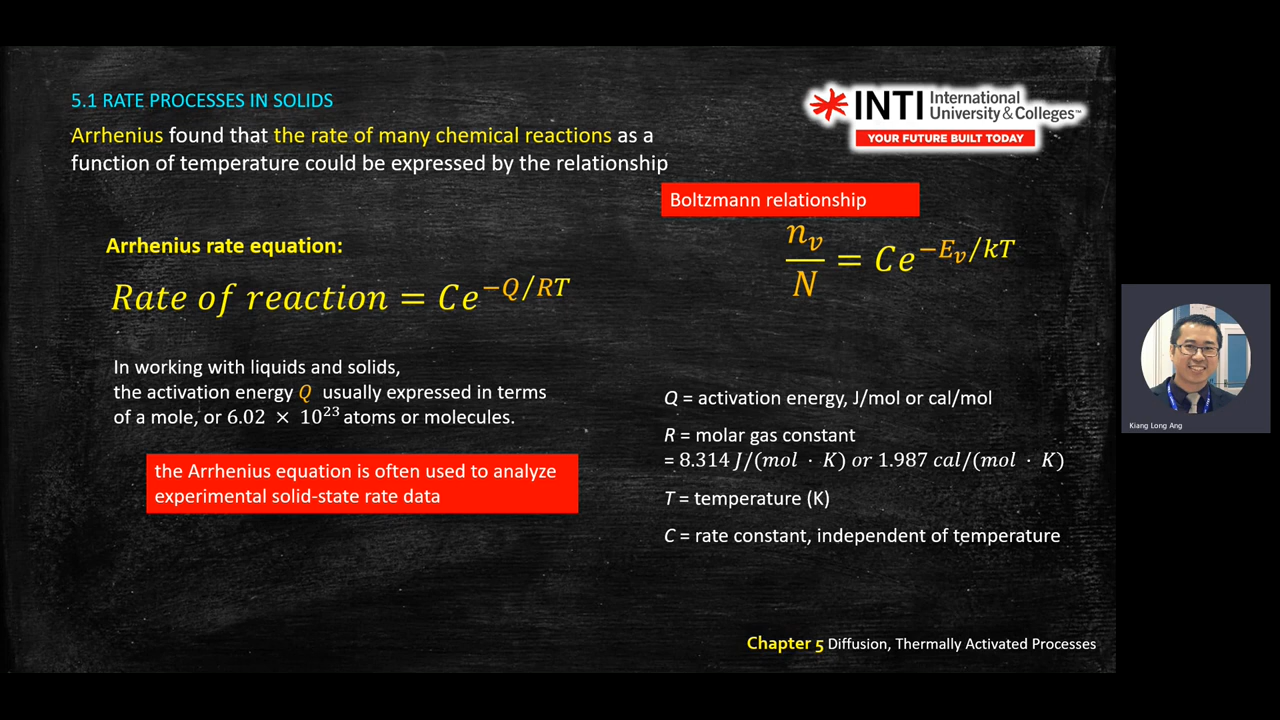 5.1 RATE PROCESSES IN SOLIDS
Arrhenius found that the rate of many chemical reactions as a
function of temperature could be expressed by the relationship
INTI International
University & Colleges™
YOUR FUTURE BUILT TODAY
Boltzmann relationship
n_v/N = Ce^{-E_v/kT}
Arrhenius rate equation:
Rate of reaction = Ce^{-Q/RT}
In working with liquids and solids,
the activation energy Q usually expressed in terms
of a mole, or 6.02 × 10²³ atoms or molecules.
the Arrhenius equation is often used to analyze
experimental solid-state rate data
Q = activation energy, J/mol or cal/mol
R = molar gas constant
= 8.314 J/(mol · K) or 1.987 cal/(mol · K)
T = temperature (K)
C = rate constant, independent of temperature
Kiang Long Ang
Chapter 5 Diffusion, Thermally Activated Processes